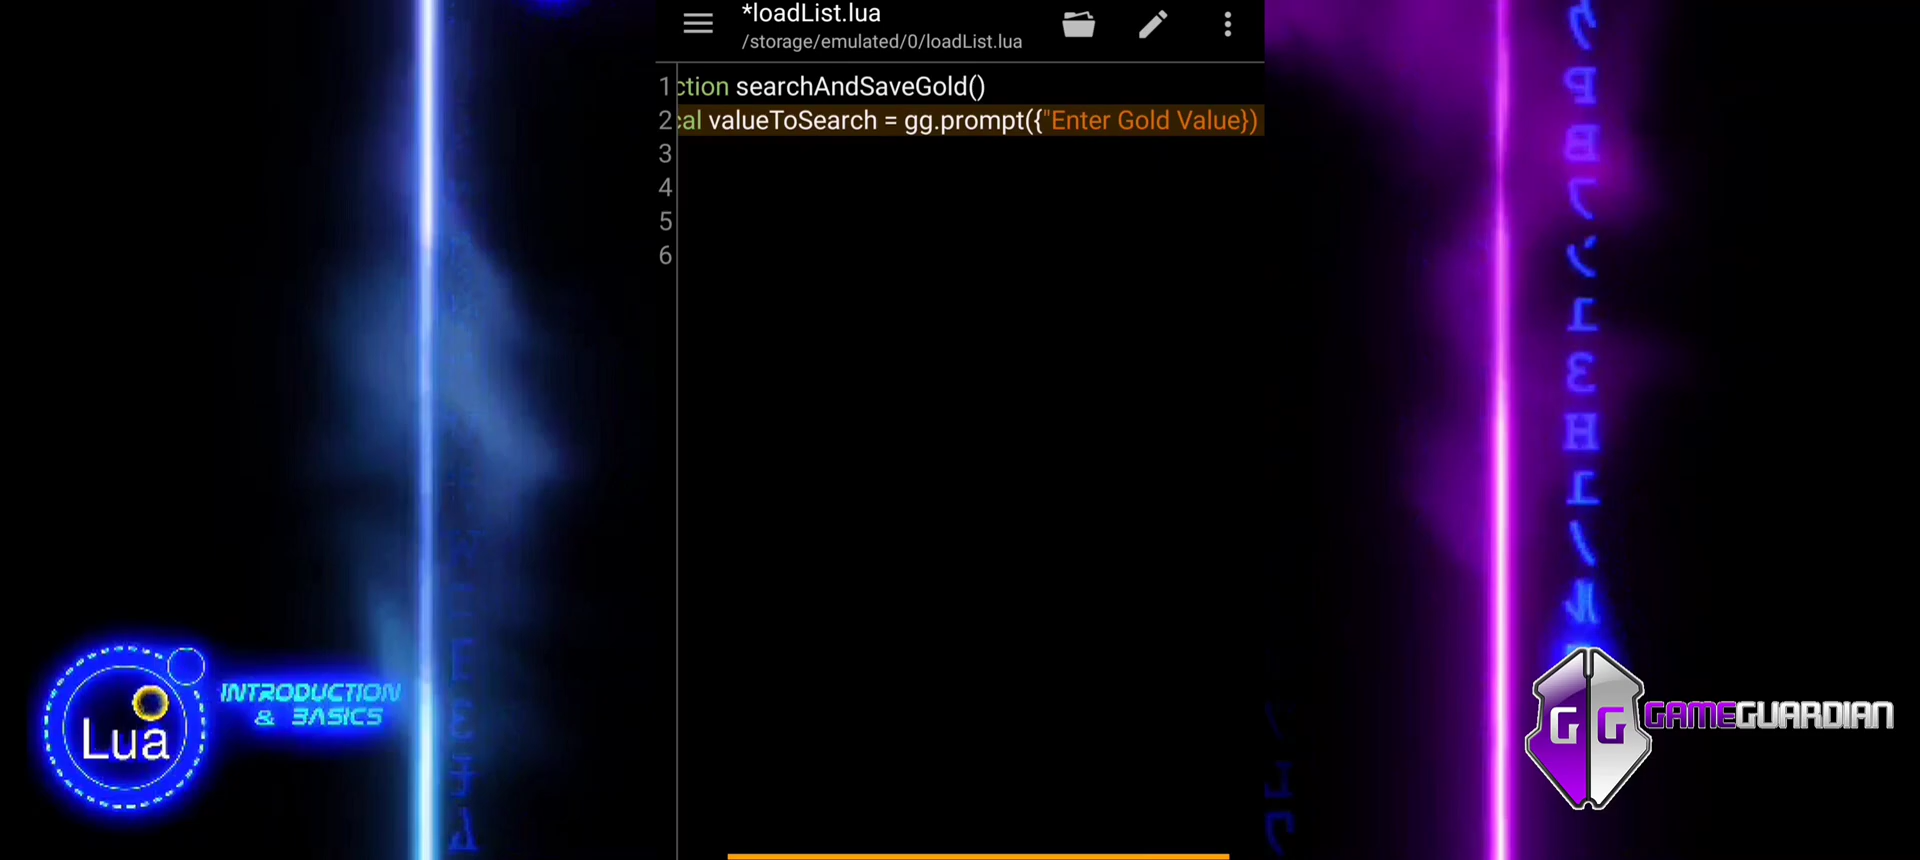 *loadList.lua
/storage/emulated/0/loadList.lua
1 ction searchAndSaveGold()
2 cal valueToSearch = gg.prompt({"Enter Gold Value})
3
4
5
6
Lua
INTRODUCTION
& BASICS
GG GAMEGUARDIAN